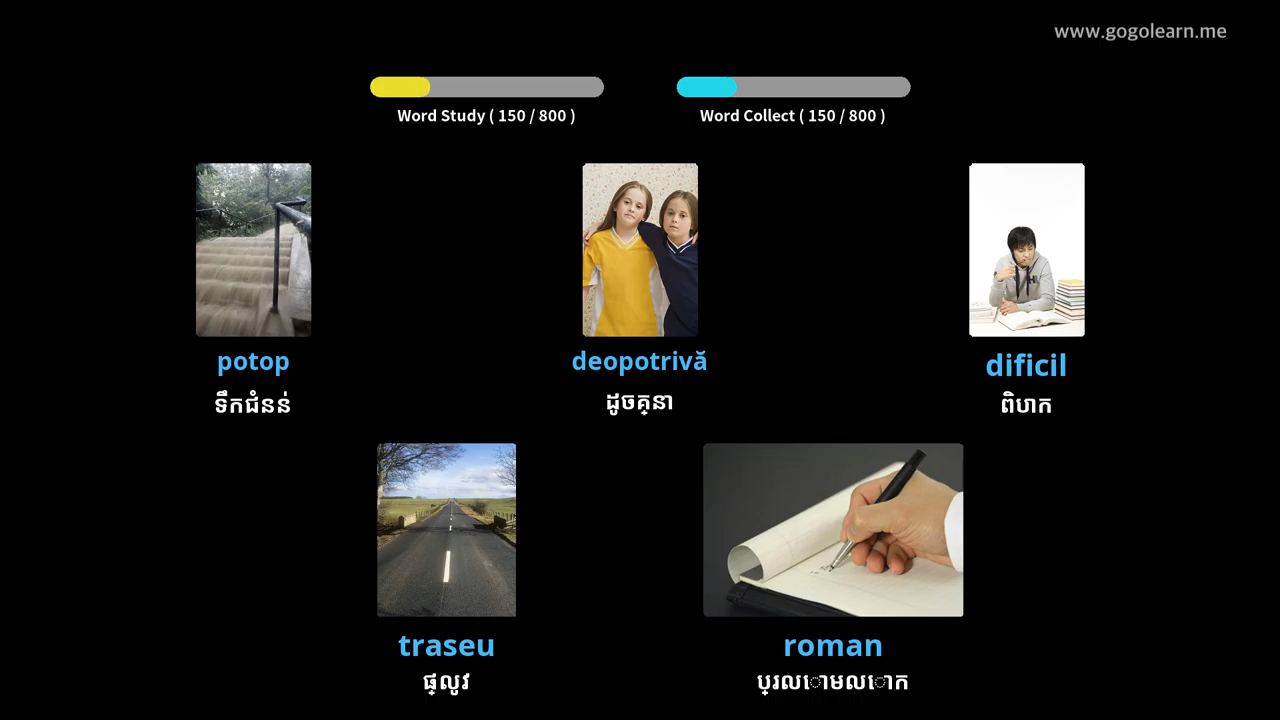 www.gogolearn.me
Word Study ( 150 / 800 )
Word Collect ( 150 / 800 )
potop
ទឹកជំនន់
deopotrivă
ដូចគ្នា
dificil
ពិបាក
traseu
ផ្លូវ
roman
ប្រលោមលោក